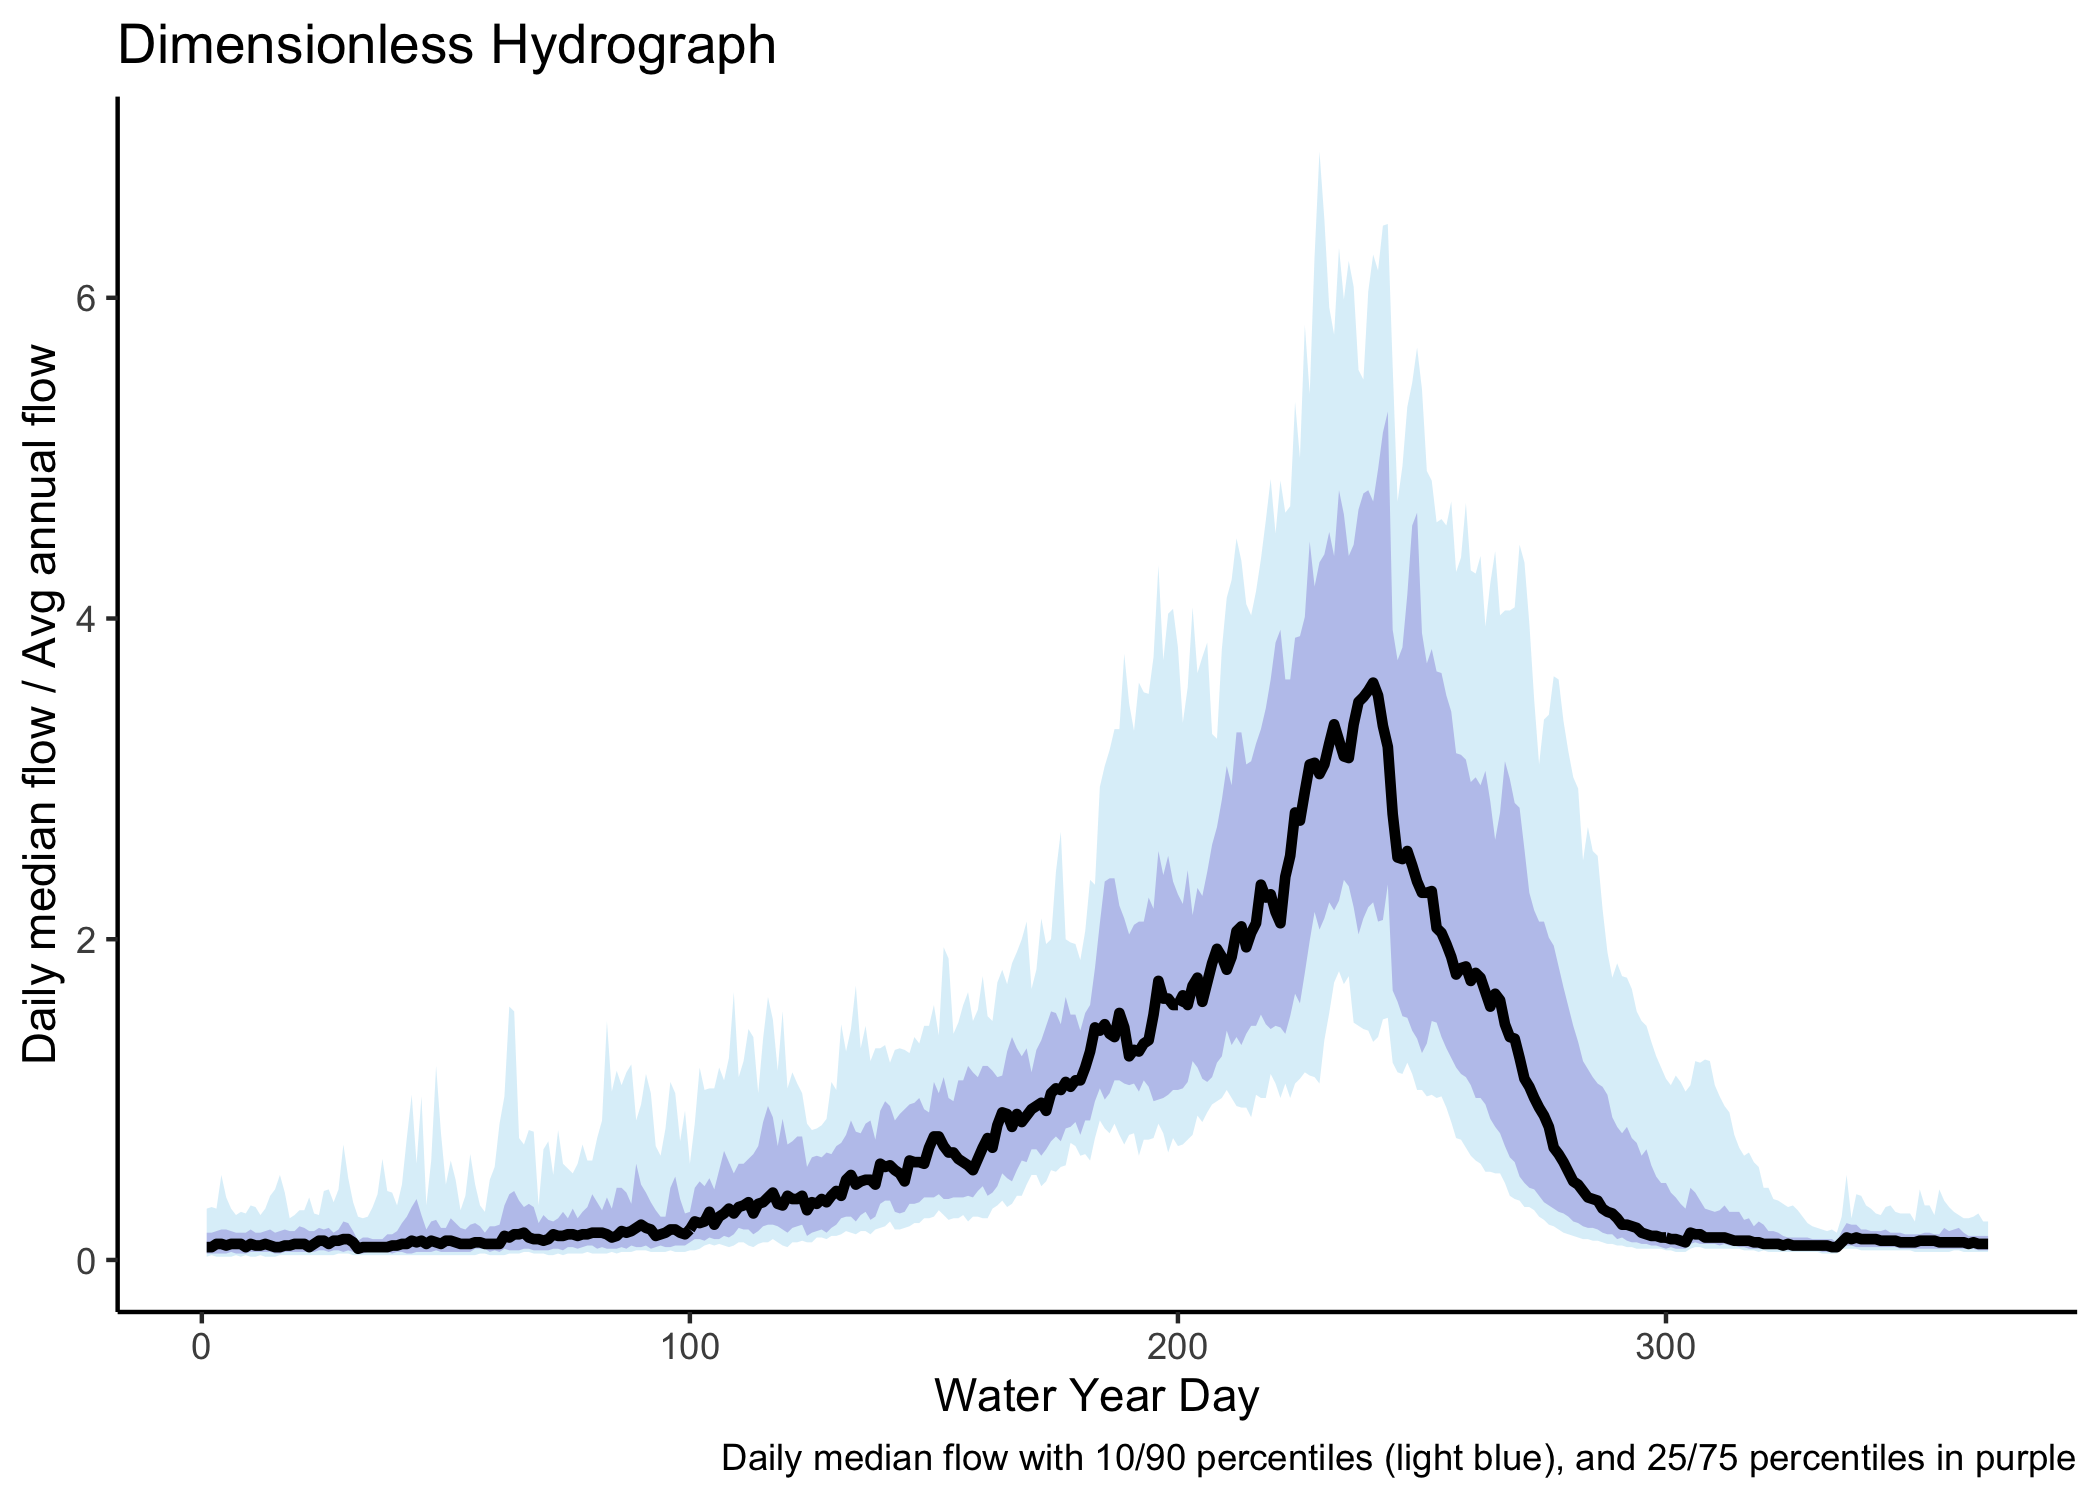 Dimensionless Hydrograph
Daily median flow / Avg annual flow
6
4
2
0
0 100 200 300
Water Year Day
Daily median flow with 10/90 percentiles (light blue), and 25/75 percentiles in purple